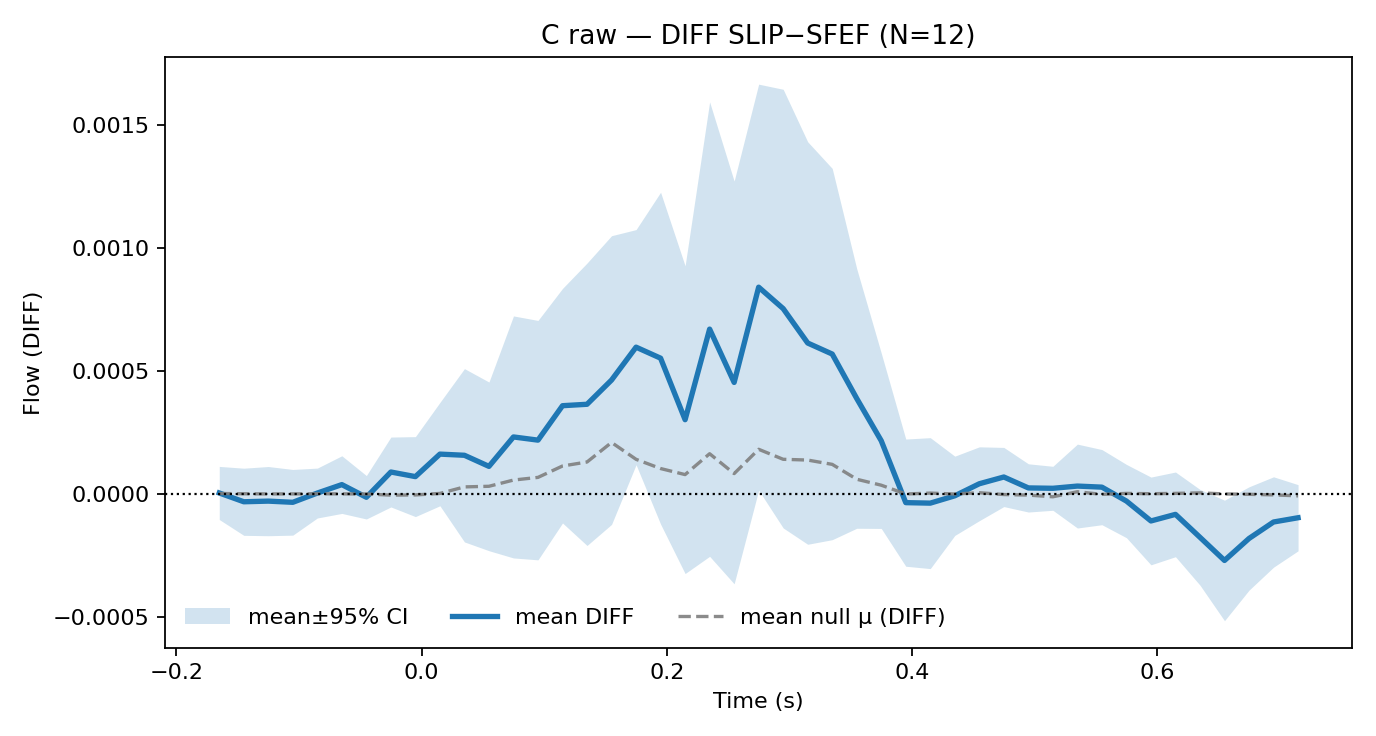 C raw — DIFF SLIP−SFEF (N=12)
Flow (DIFF)
0.0015
0.0010
0.0005
0.0000
−0.0005
mean±95% CI mean DIFF mean null μ (DIFF)
−0.2 0.0 0.2 0.4 0.6
Time (s)